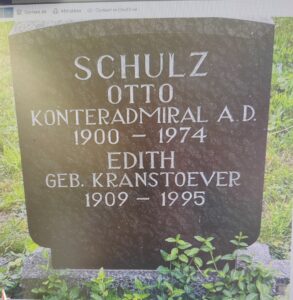 SCHULZ
OTTO
KONTERADMIRAL A. D.
1900 – 1974
EDITH
GEB. KRANSTOEVER
1909 – 1995